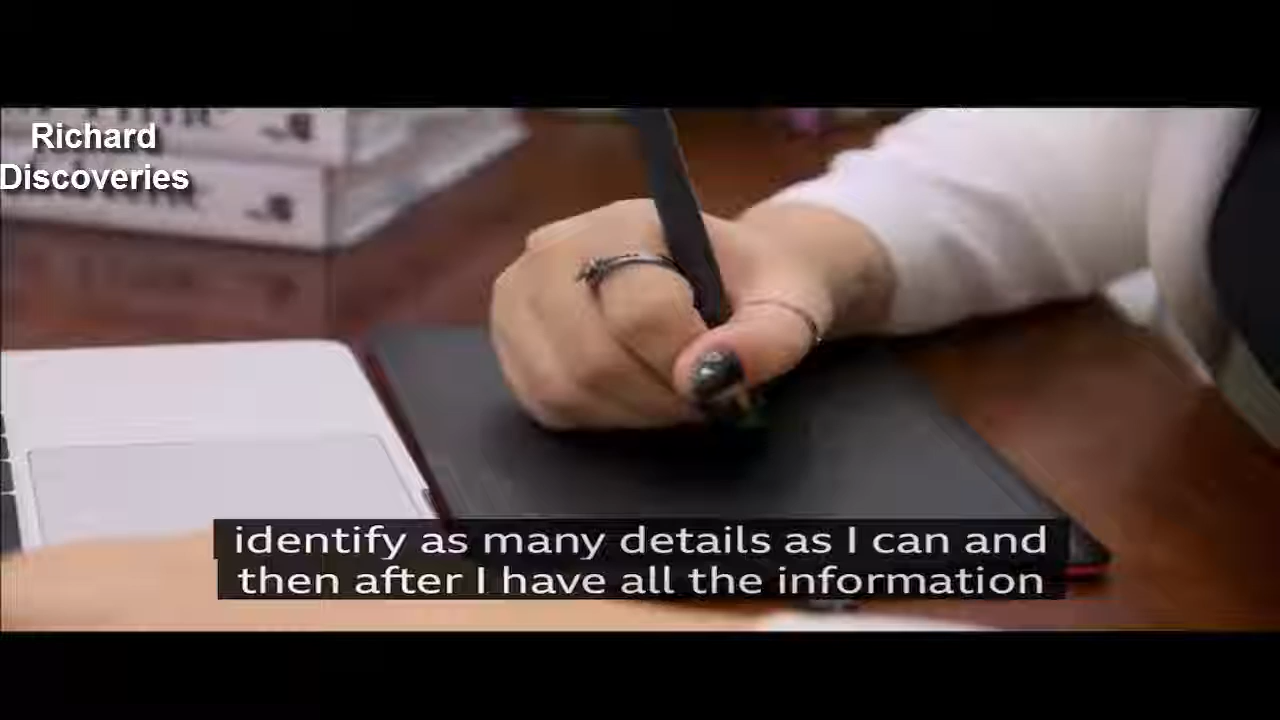 Richard
Discoveries
identify as many details as I can and
then after I have all the information